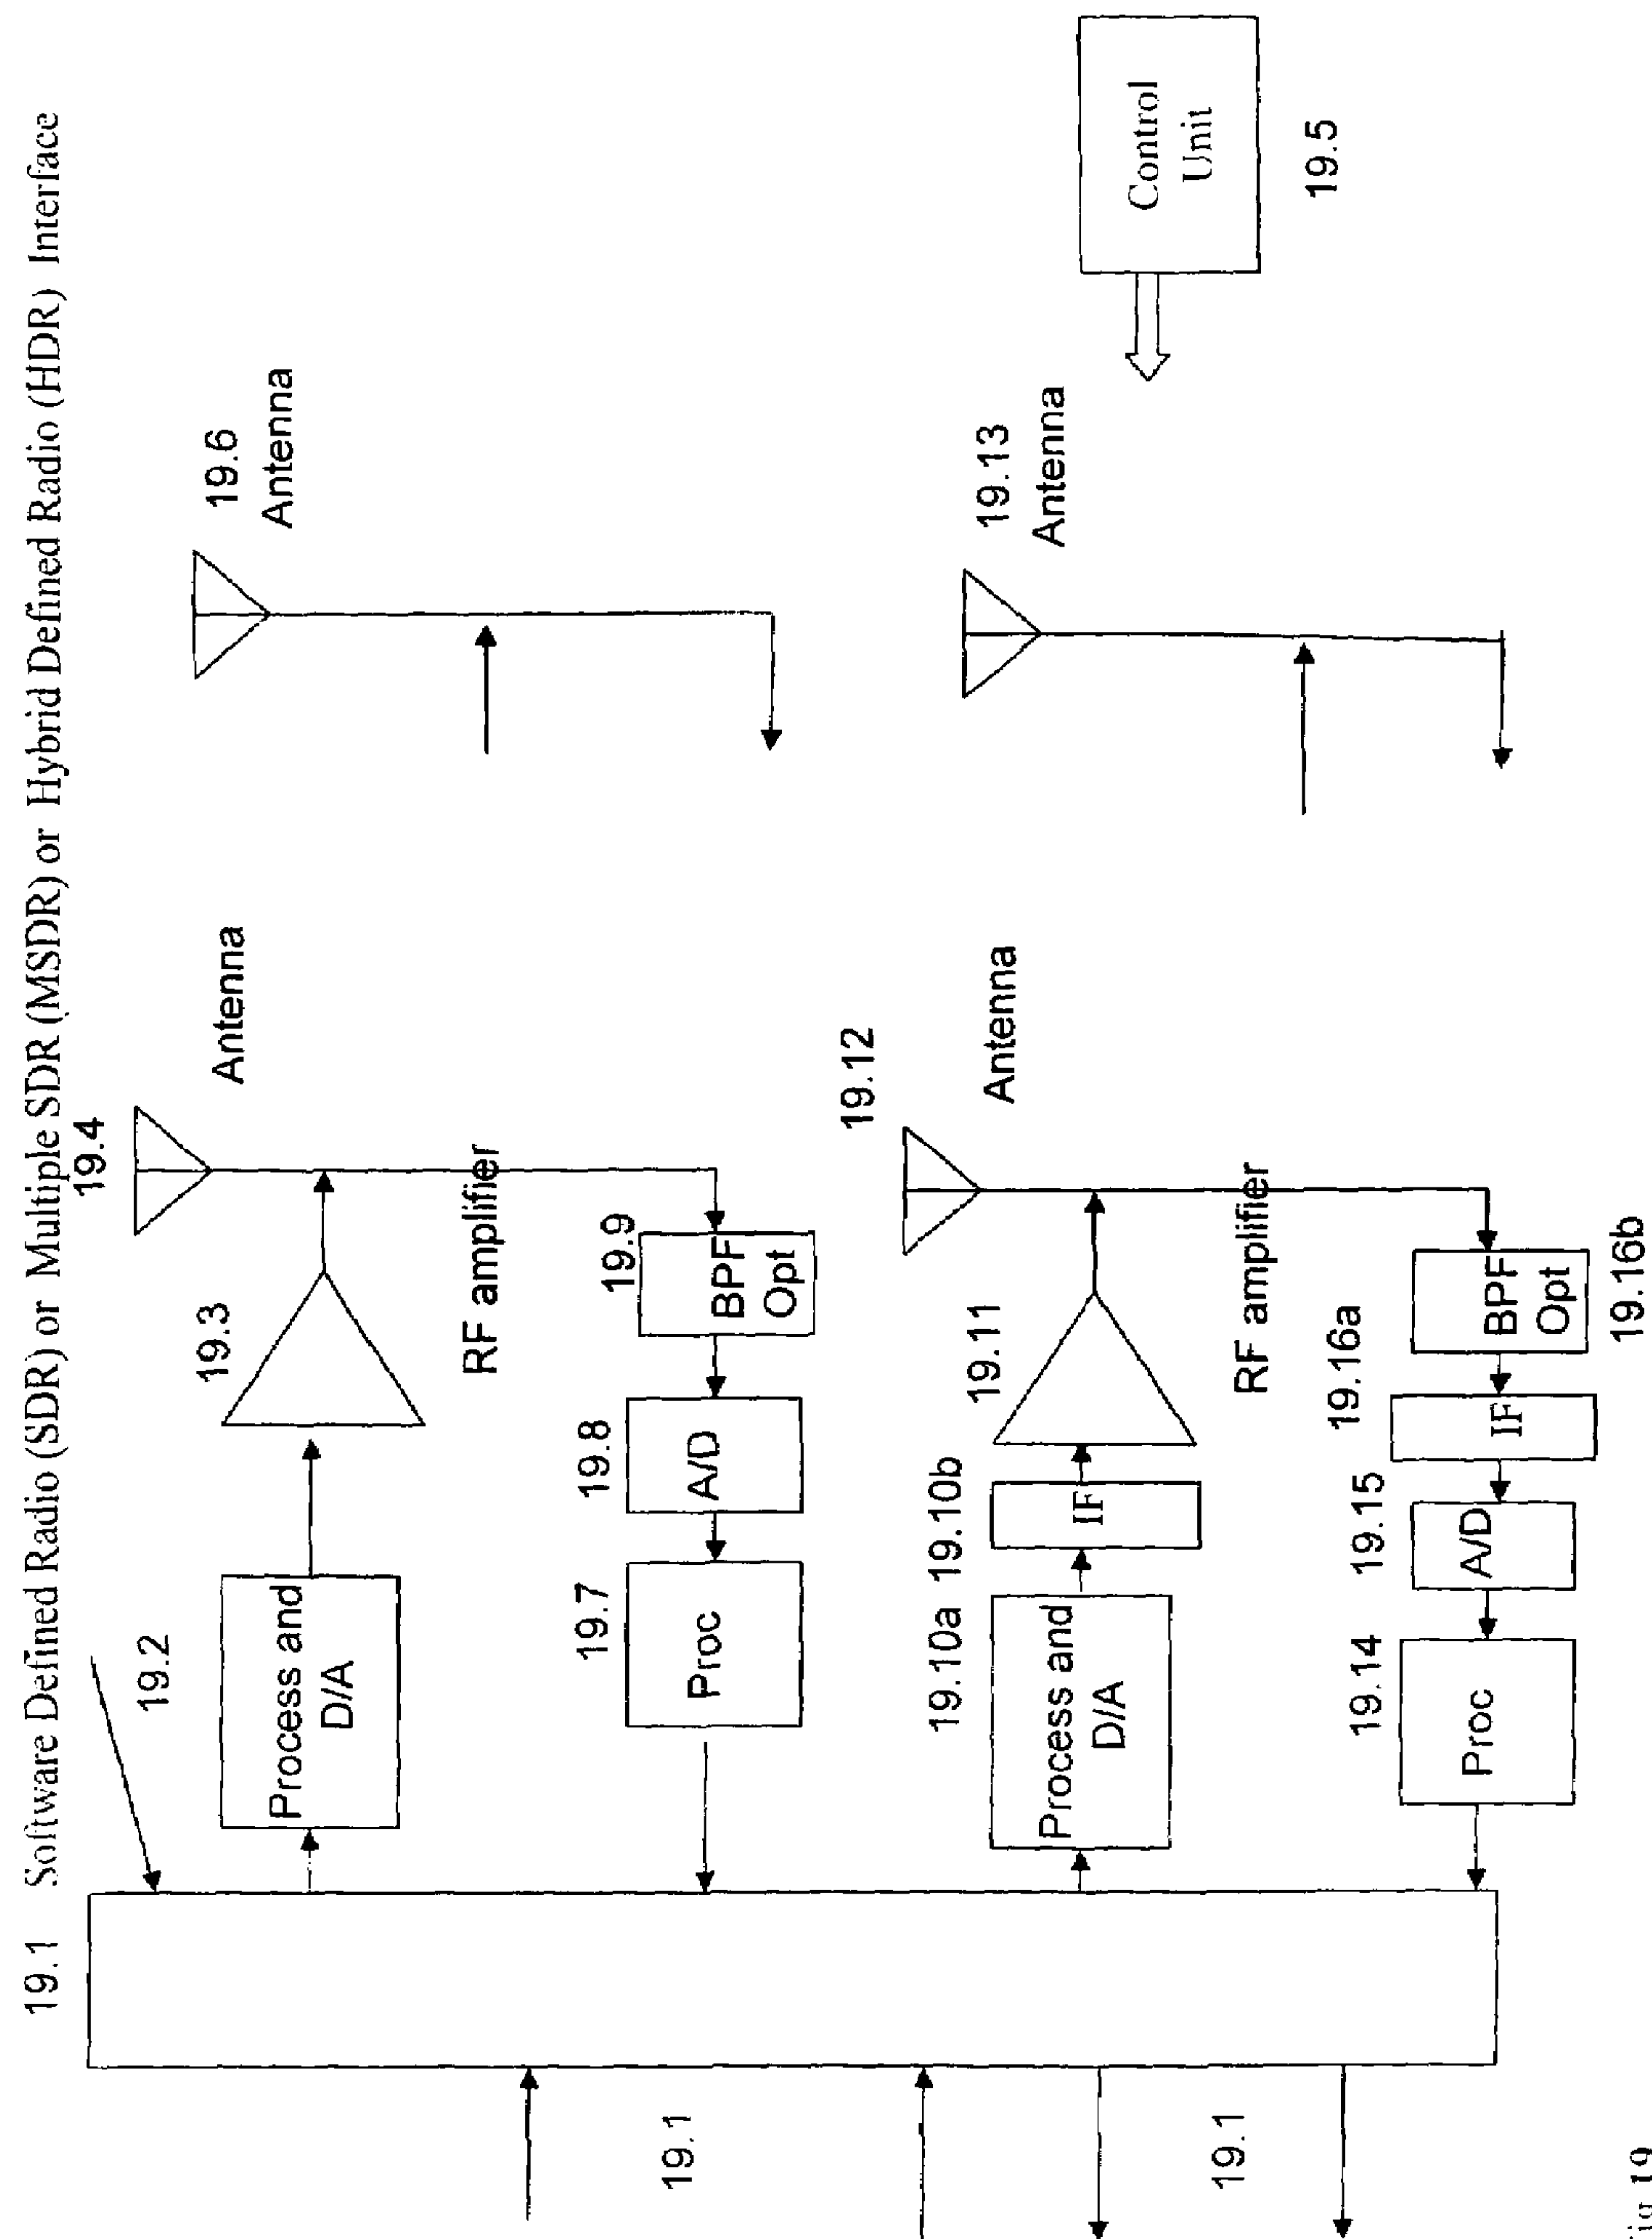 19.1 Software Defined Radio (SDR) or Multiple SDR (MSDR) or Hybrid Defined Radio (HDR) Interface
19.4
Antenna
19.6
Antenna
19.2
19.3
Process and
D/A
RF amplifier
19.7
19.8
19.9
Proc
A/D
BPF
Opt
19.1
19.12
Antenna
19.13
Antenna
19.10a
19.10b
19.11
Process and
D/A
IF
RF amplifier
Control
Unit
19.5
19.14
19.15
19.16a
Proc
A/D
IF
BPF
Opt
19.16b
19.1
19